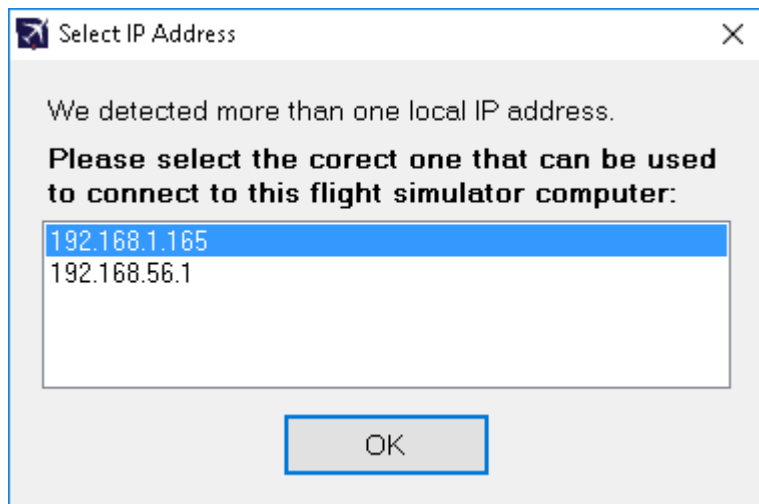 Select IP Address
We detected more than one local IP address.
Please select the corect one that can be used
to connect to this flight simulator computer:
192.168.1.165
192.168.56.1
OK